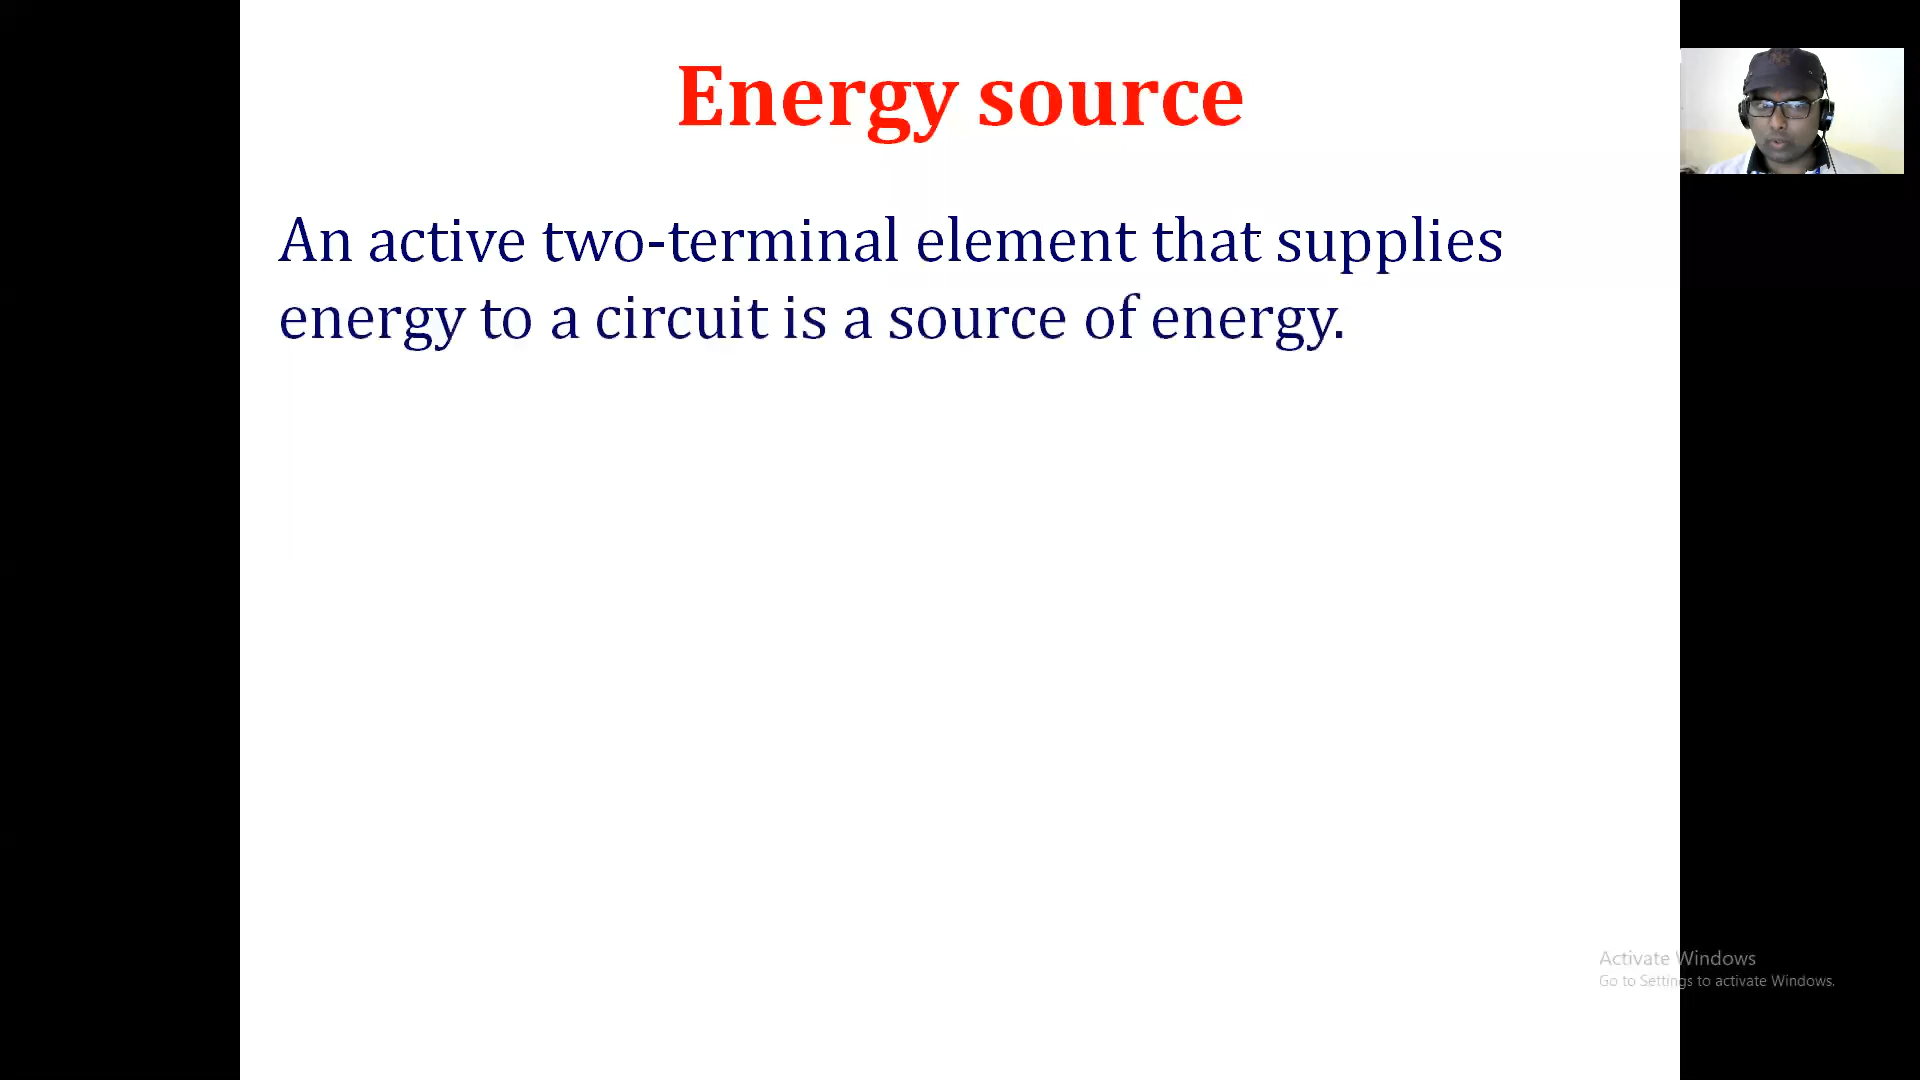 Energy source
An active two-terminal element that supplies
energy to a circuit is a source of energy.
Activate Windows
Go to Settings to activate Windows.